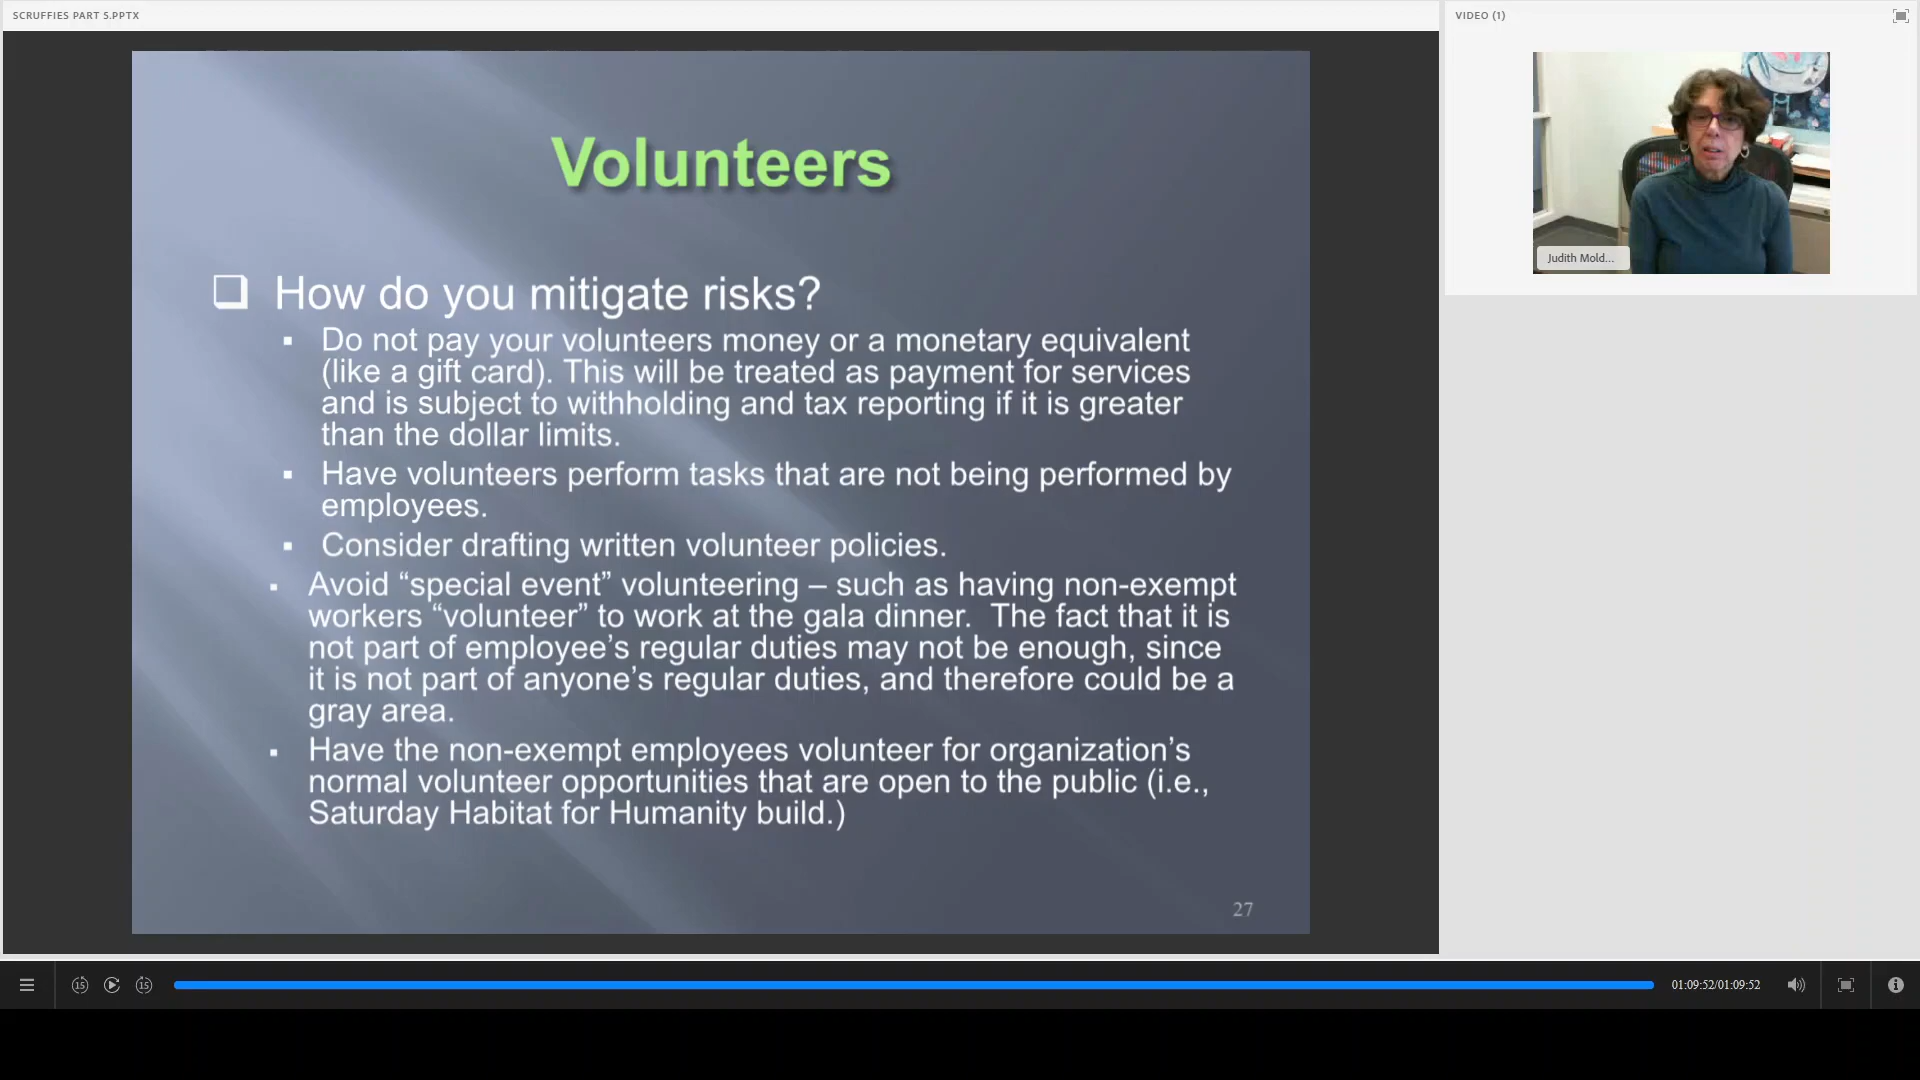 SCRUFFIES PART 5.PPTX
VIDEO (1)
Volunteers
How do you mitigate risks?
Do not pay your volunteers money or a monetary equivalent
(like a gift card). This will be treated as payment for services
and is subject to withholding and tax reporting if it is greater
than the dollar limits.
Have volunteers perform tasks that are not being performed by
employees.
Consider drafting written volunteer policies.
Avoid “special event” volunteering – such as having non-exempt
workers “volunteer” to work at the gala dinner. The fact that it is
not part of employee’s regular duties may not be enough, since
it is not part of anyone’s regular duties, and therefore could be a
gray area.
Have the non-exempt employees volunteer for organization’s
normal volunteer opportunities that are open to the public (i.e.,
Saturday Habitat for Humanity build.)
27
Judith Mold...
15
15
01:09:52/01:09:52